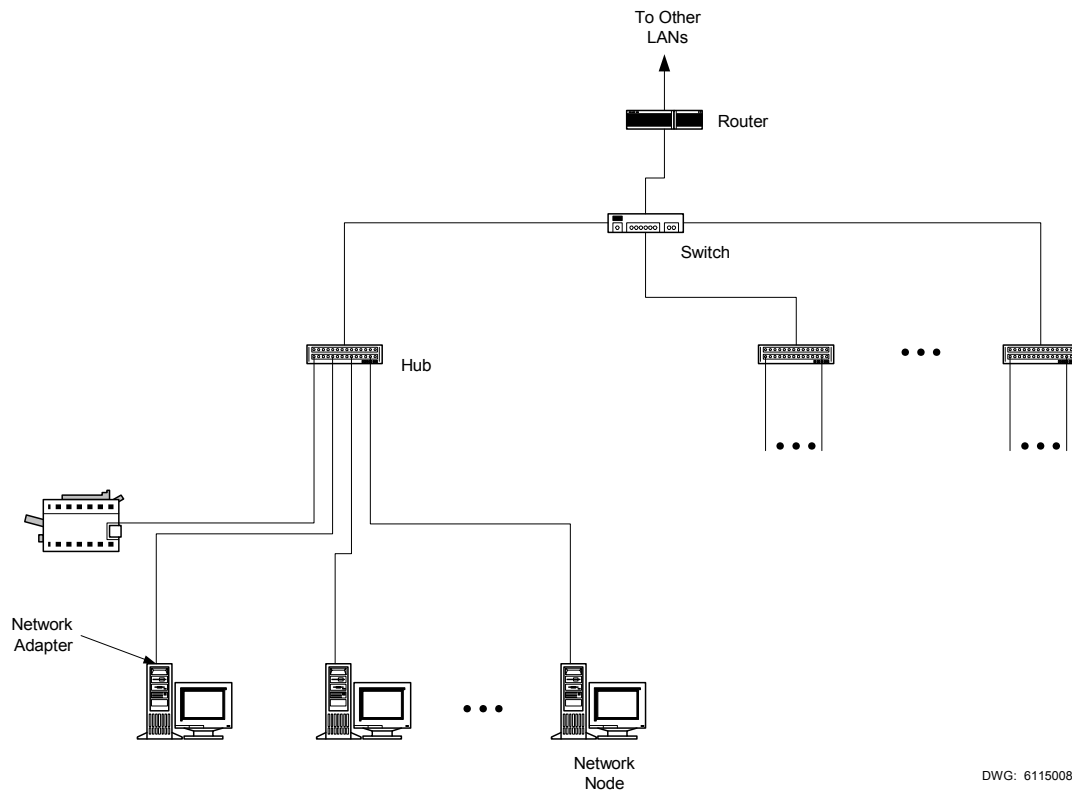 To Other
LANs
Router
Switch
Hub
Network
Adapter
Network
Node
DWG: 6115008